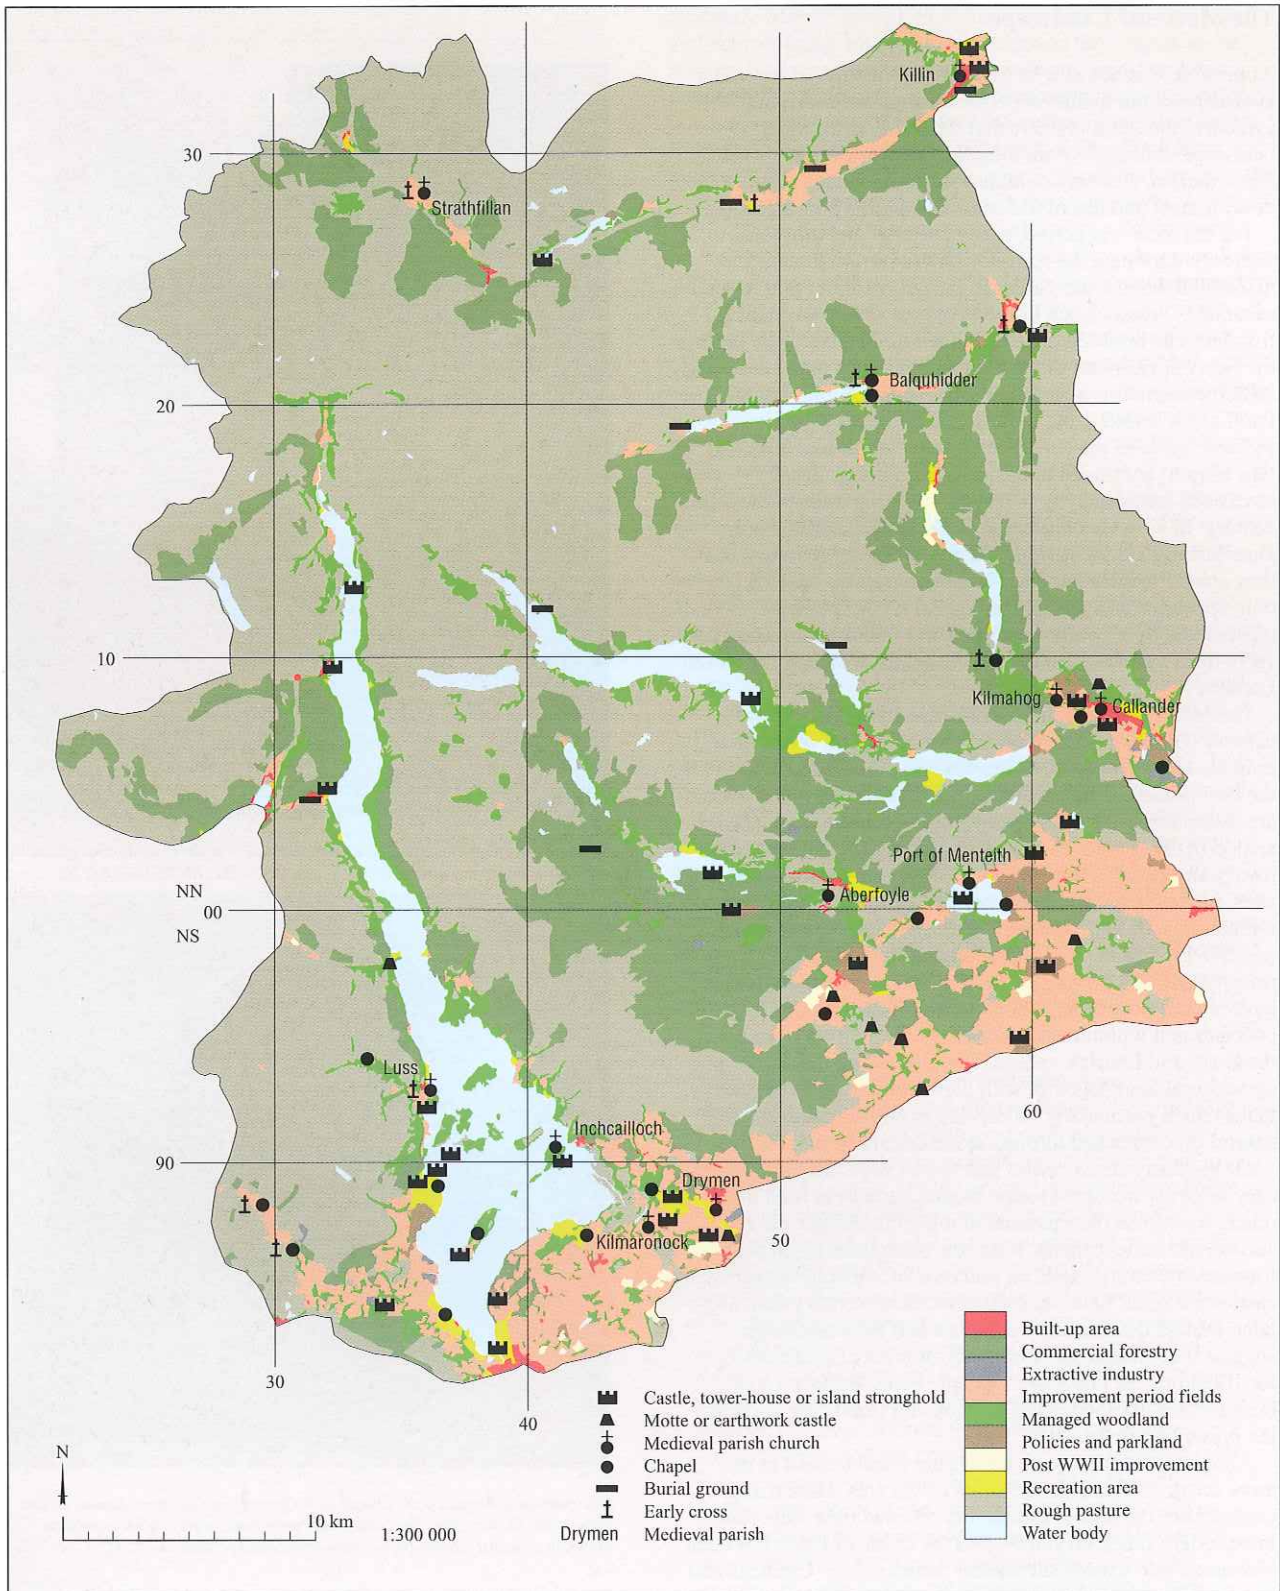 Killin
30
Strathfillan
Balquhidder
20
10
Kilmahog
Callander
Port of Menteith
NN
00
NS
Aberfoyle
Luss
60
Inchcailloch
90
Drymen
Kilmaronock
50
30
40
N
10 km
1:300 000
Castle, tower-house or island stronghold
Motte or earthwork castle
Medieval parish church
Chapel
Burial ground
Early cross
Drymen Medieval parish
Built-up area
Commercial forestry
Extractive industry
Improvement period fields
Managed woodland
Policies and parkland
Post WWII improvement
Recreation area
Rough pasture
Water body